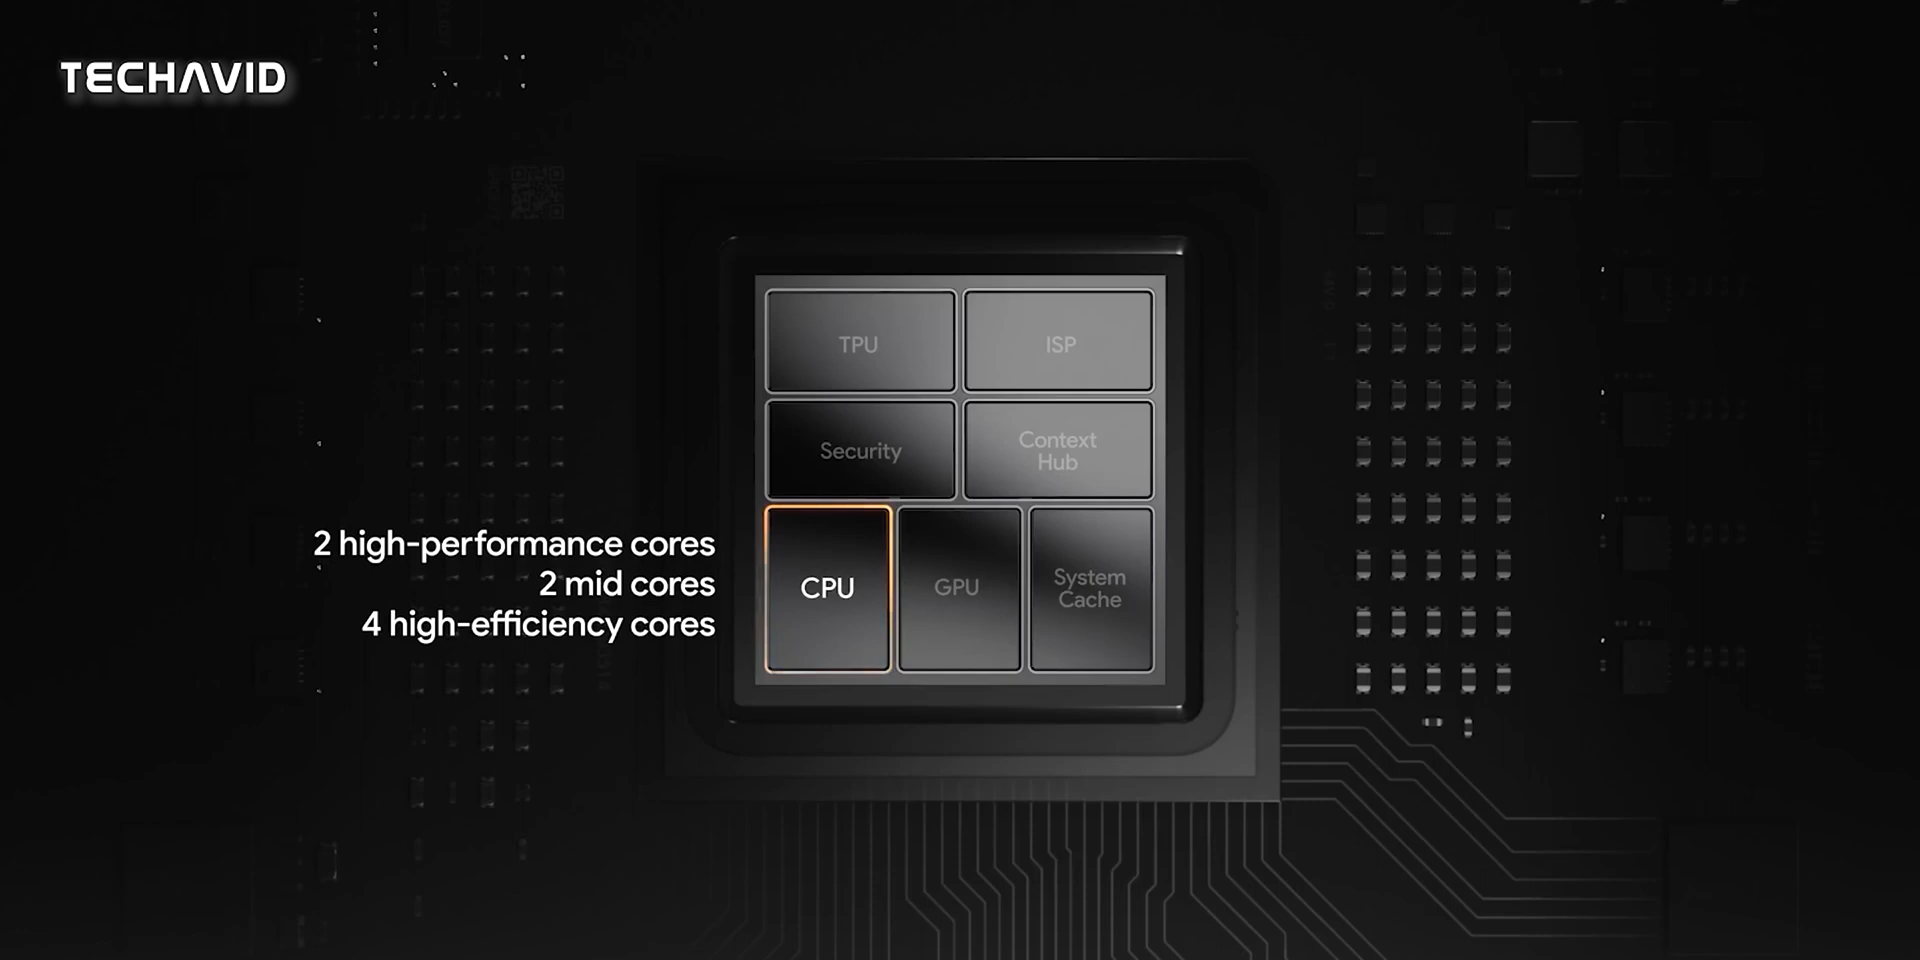 TECHAVID
TPU
ISP
Security
Context
Hub
2 high-performance cores
2 mid cores
4 high-efficiency cores
CPU
GPU
System
Cache